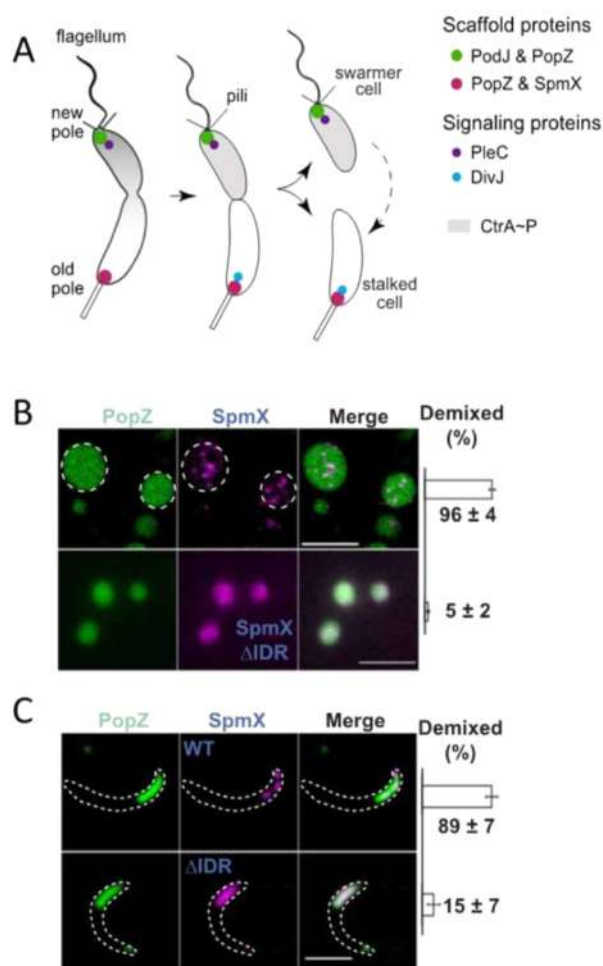 A
flagellum
new
pole
old
pole
pili
swarmer
cell
stalked
cell
Scaffold proteins
PodJ & PopZ
PopZ & SpmX
Signaling proteins
PleC
DivJ
CtrA~P
B
PopZ SpmX Merge Demixed
(%)
96 ± 4
SpmX
ΔIDR
5 ± 2
C
PopZ SpmX Merge Demixed
(%)
WT
89 ± 7
ΔIDR
15 ± 7